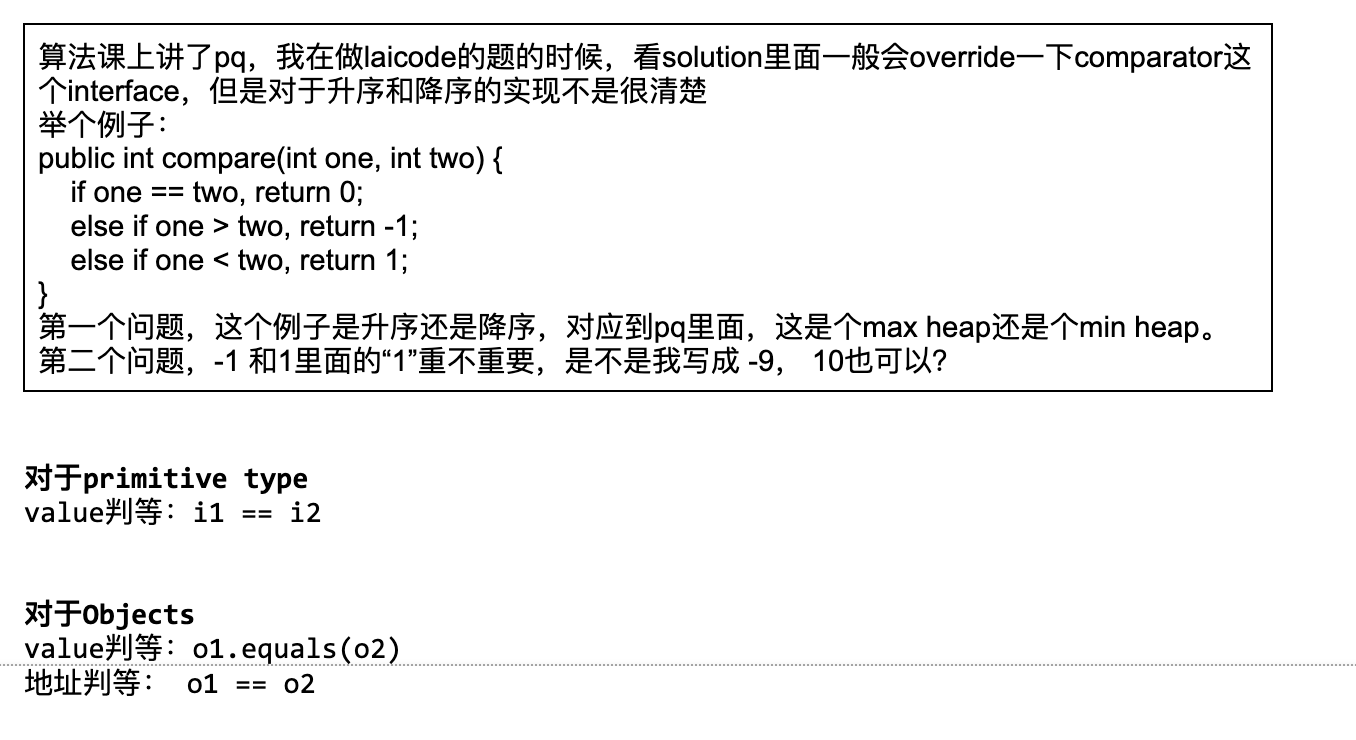 算法课上讲了pq，我在做laicode的题的时候，看solution里面一般会override一下comparator这
个interface，但是对于升序和降序的实现不是很清楚
举个例子：
public int compare(int one, int two) {
if one == two, return 0;
else if one > two, return -1;
else if one < two, return 1;
}
第一个问题，这个例子是升序还是降序，对应到pq里面，这是个max heap还是个min heap。
第二个问题，-1 和1里面的“1”重不重要，是不是我写成 -9， 10也可以?
对于primitive type
value判等：i1 == i2
对于Objects
value判等：o1.equals(o2)
地址判等： o1 == o2